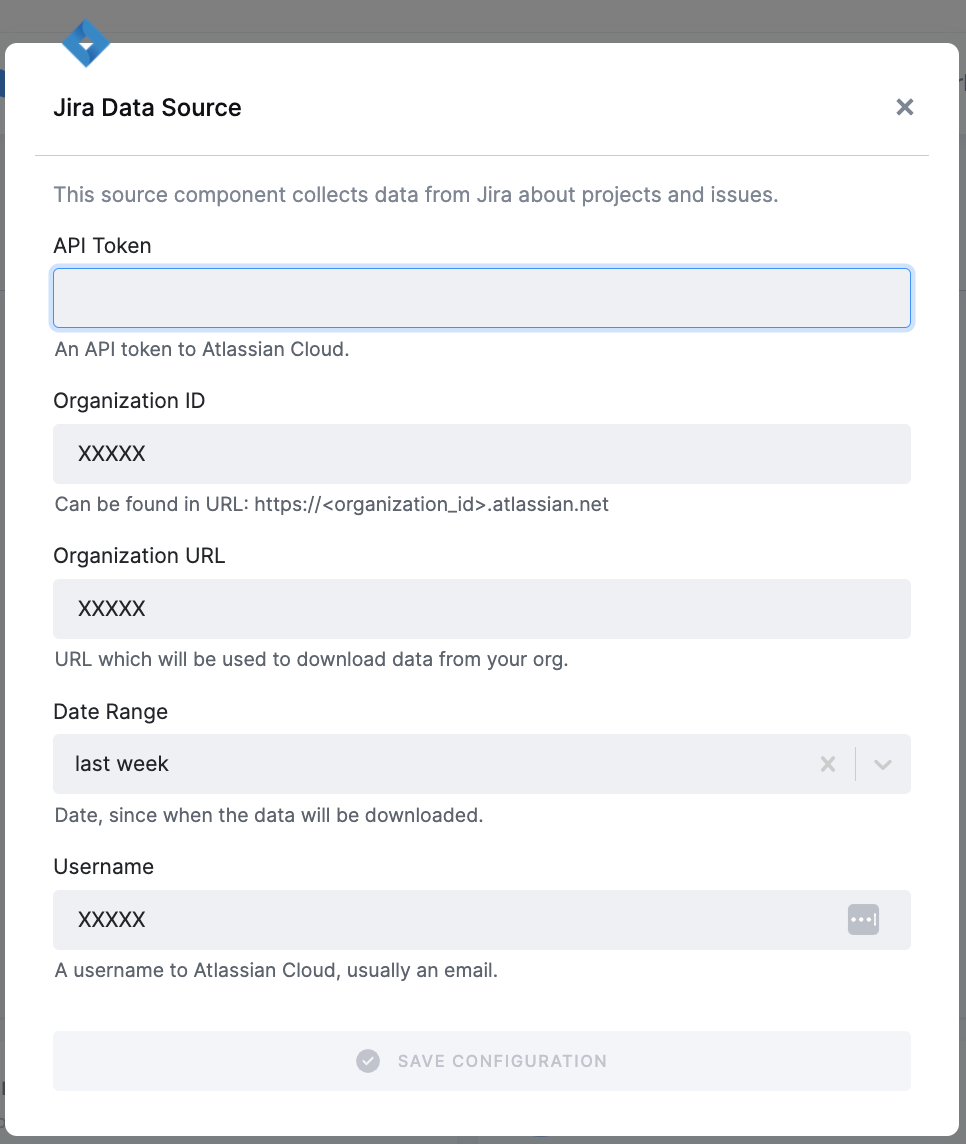 Jira Data Source
This source component collects data from Jira about projects and issues.
API Token
An API token to Atlassian Cloud.
Organization ID
XXXXX
Can be found in URL: https://<organization_id>.atlassian.net
Organization URL
XXXXX
URL which will be used to download data from your org.
Date Range
last week
Date, since when the data will be downloaded.
Username
XXXXX
A username to Atlassian Cloud, usually an email.
SAVE CONFIGURATION